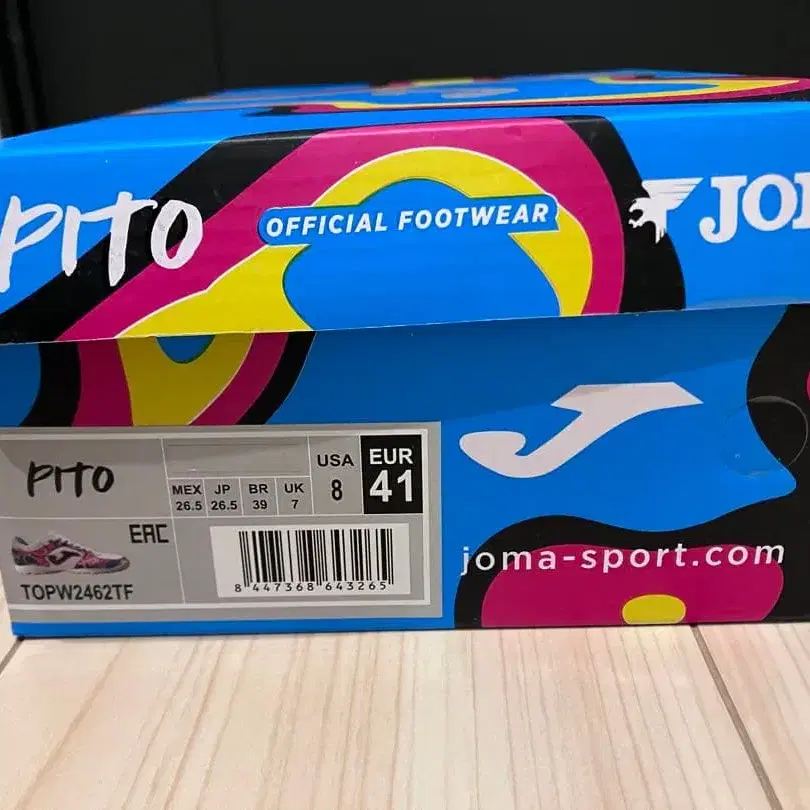 PITO
OFFICIAL FOOTWEAR
JO
PITO
MEX
26.5
JP
26.5
BR
39
UK
7
USA
8
EUR
41
EAC
TOPW2462TF
8 447368 643265
joma-sport.com